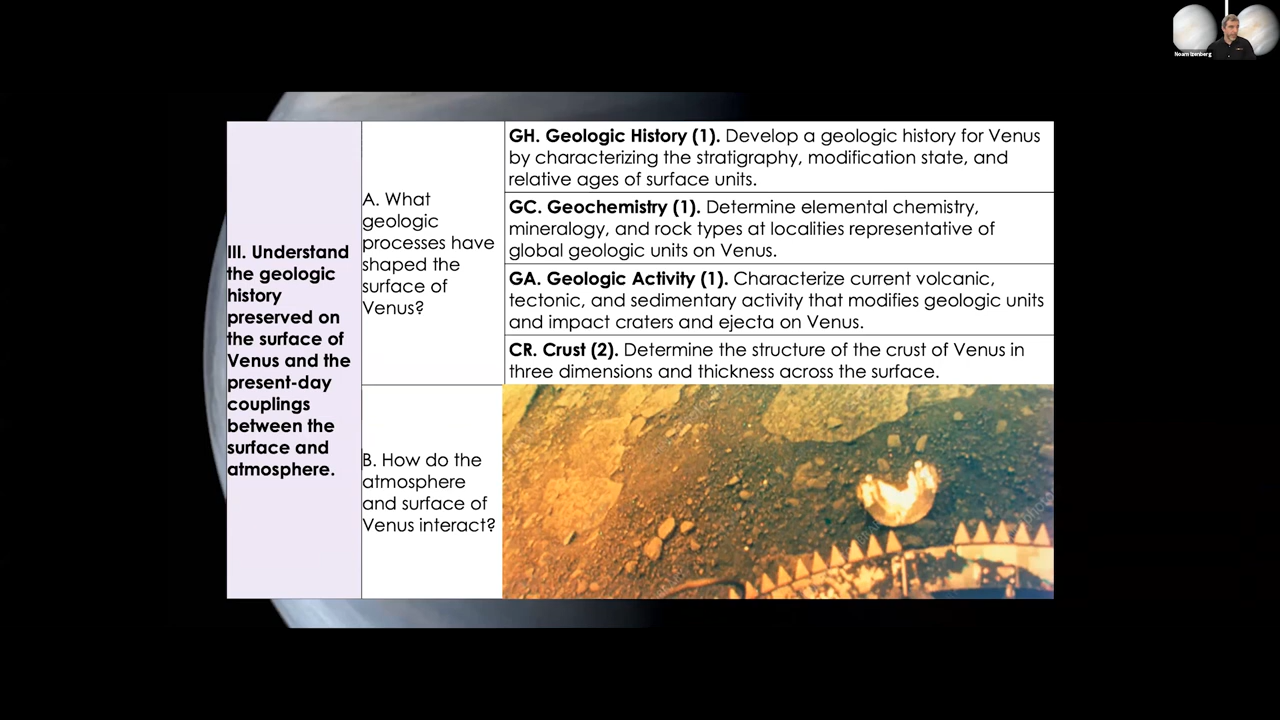 Noam Izenberg
III. Understand
the geologic
history
preserved on
the surface of
Venus and the
present-day
couplings
between the
surface and
atmosphere.
A. What
geologic
processes have
shaped the
surface of
Venus?
GH. Geologic History (1). Develop a geologic history for Venus
by characterizing the stratigraphy, modification state, and
relative ages of surface units.
GC. Geochemistry (1). Determine elemental chemistry,
mineralogy, and rock types at localities representative of
global geologic units on Venus.
GA. Geologic Activity (1). Characterize current volcanic,
tectonic, and sedimentary activity that modifies geologic units
and impact craters and ejecta on Venus.
CR. Crust (2). Determine the structure of the crust of Venus in
three dimensions and thickness across the surface.
B. How do the
atmosphere
and surface of
Venus interact?